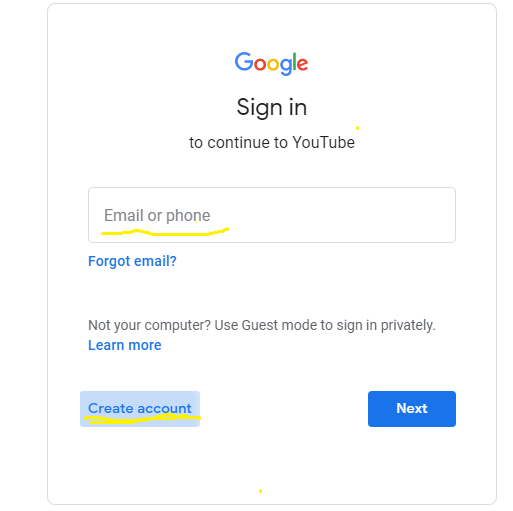 Google
Sign in
to continue to YouTube
Email or phone
Forgot email?
Not your computer? Use Guest mode to sign in privately.
Learn more
Create account
Next